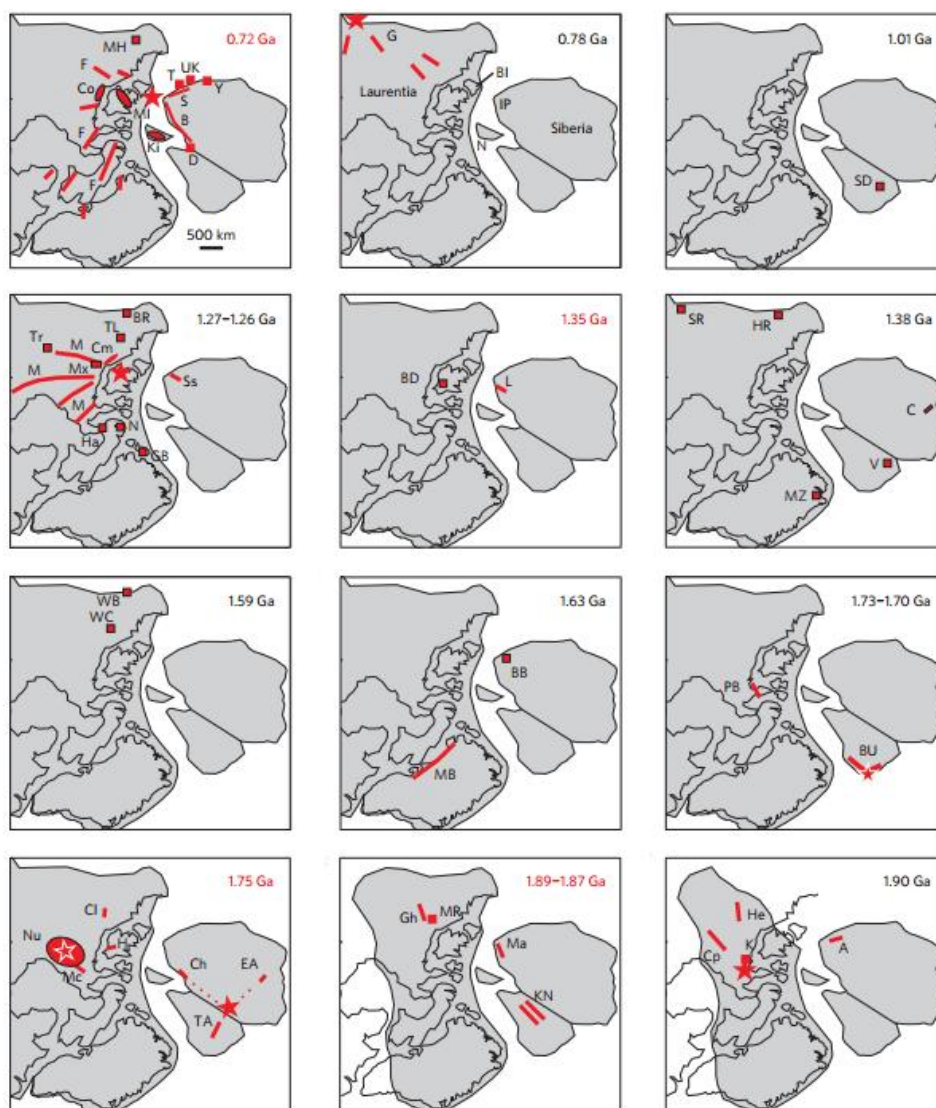 MH
0.72 Ga
F
T
UK
Co
Y
MI
S
B
F
Ki
D
F
500 km
G
0.78 Ga
BI
Laurentia
IP
Siberia
N
1.01 Ga
SD
BR
1.27–1.26 Ga
TL
Tr
M
Cm
M
Mx
Ss
M
Ha
N
GB
1.35 Ga
BD
L
SR
HR
1.38 Ga
C
V
MZ
WB
1.59 Ga
WC
1.63 Ga
BB
MB
1.73–1.70 Ga
PB
BU
1.75 Ga
CI
Nu
H
Mc
Ch
EA
TA
1.89–1.87 Ga
Gh
MR
Ma
KN
1.90 Ga
He
K
A
Cp